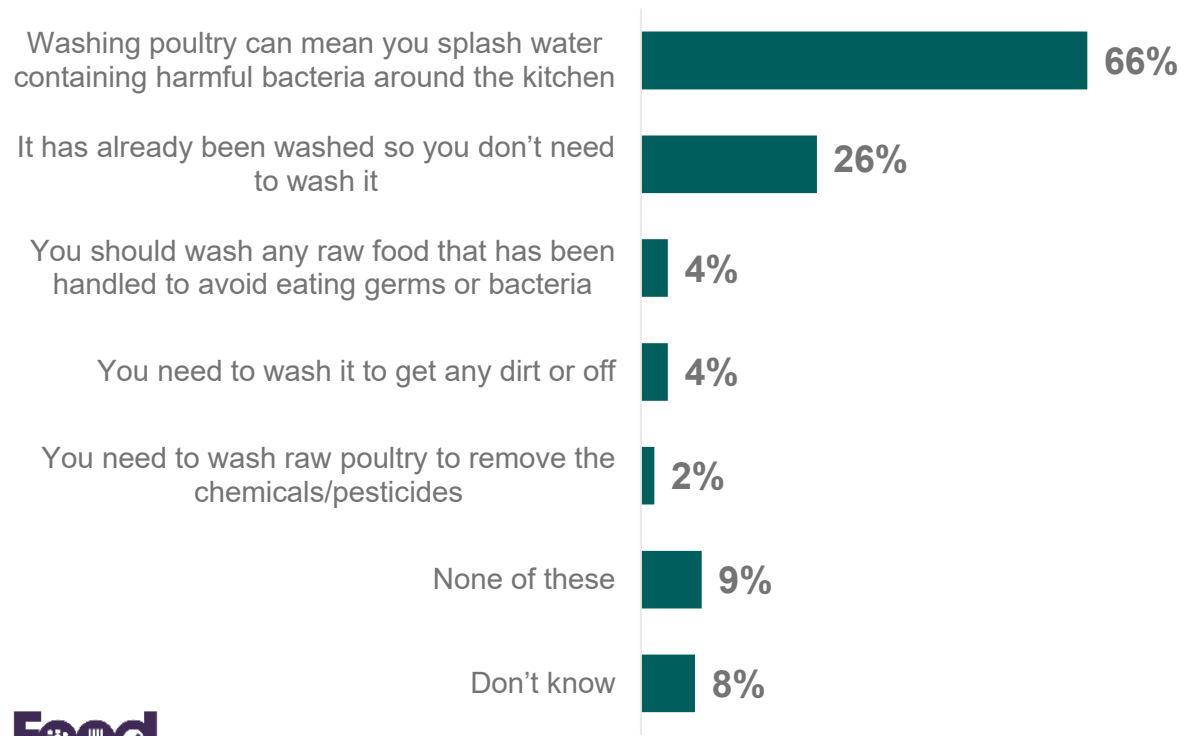 Washing poultry can mean you splash water
containing harmful bacteria around the kitchen
66%
It has already been washed so you don’t need
to wash it
26%
You should wash any raw food that has been
handled to avoid eating germs or bacteria
4%
You need to wash it to get any dirt or off
4%
You need to wash raw poultry to remove the
chemicals/pesticides
2%
None of these
9%
Don’t know
8%
Food